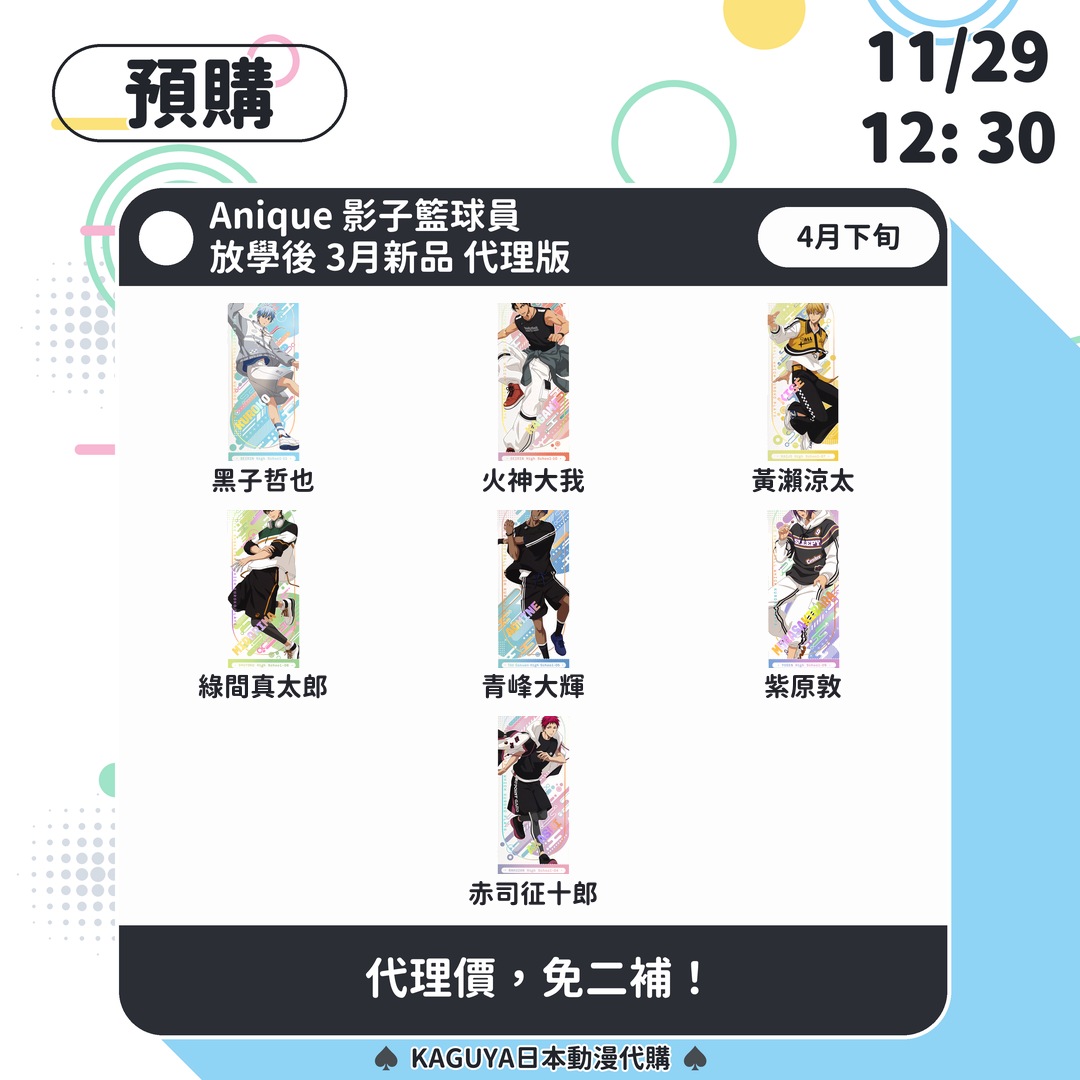 預購
11/29
12: 30
Anique 影子籃球員
放學後 3月新品 代理版
4月下旬
黑子哲也
火神大我
黃瀨涼太
綠間真太郎
青峰大輝
紫原敦
赤司征十郎
代理價，免二補！
♠ KAGUYA日本動漫代購 ♠